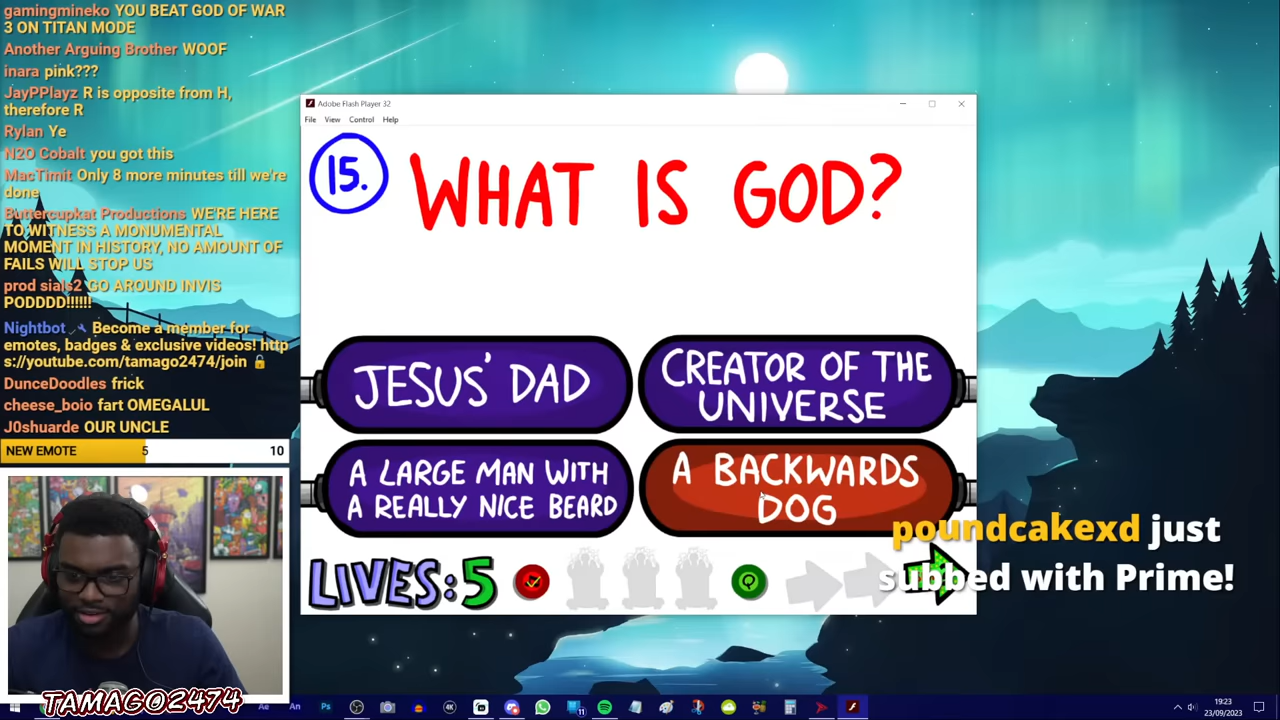 gamingmineko YOU BEAT GOD OF WAR
3 ON TITAN MODE
Another Arguing Brother WOOF
inara pink???
JayPPlayz R is opposite from H,
therefore R
Rylan Ye
N2O Cobalt you got this
MacTimit Only 8 more minutes till we're
done
Buttercupkat Productions WE'RE HERE
TO WITNESS A MONUMENTAL
MOMENT IN HISTORY, NO AMOUNT OF
FAILS WILL STOP US
prod sials2 GO AROUND INVIS
PODDDD!!!!!!
Nightbot Become a member for
emotes, badges & exclusive videos! http
s://youtube.com/tamago2474/join
DunceDoodles frick
cheese_boio fart OMEGALUL
J0shuarde OUR UNCLE
NEW EMOTE 5 10
Adobe Flash Player 32
File View Control Help
15. WHAT IS GOD?
JESUS' DAD
CREATOR OF THE
UNIVERSE
A LARGE MAN WITH
A REALLY NICE BEARD
A BACKWARDS
DOG
LIVES:5
poundcakexd just
subbed with Prime!
TAMAGO2474
Ae An Ps 4K 11
19:23
23/09/2023